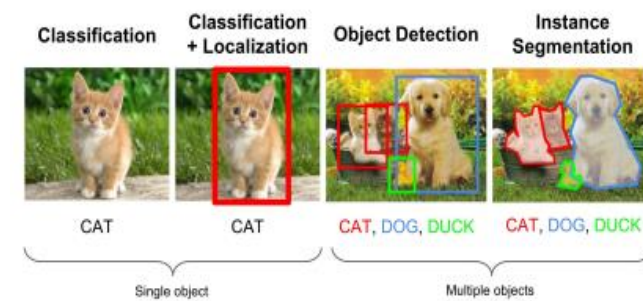 Classification
Classification
+ Localization
Object Detection
Instance
Segmentation
CAT
CAT
CAT, DOG, DUCK
CAT, DOG, DUCK
Single object
Multiple objects